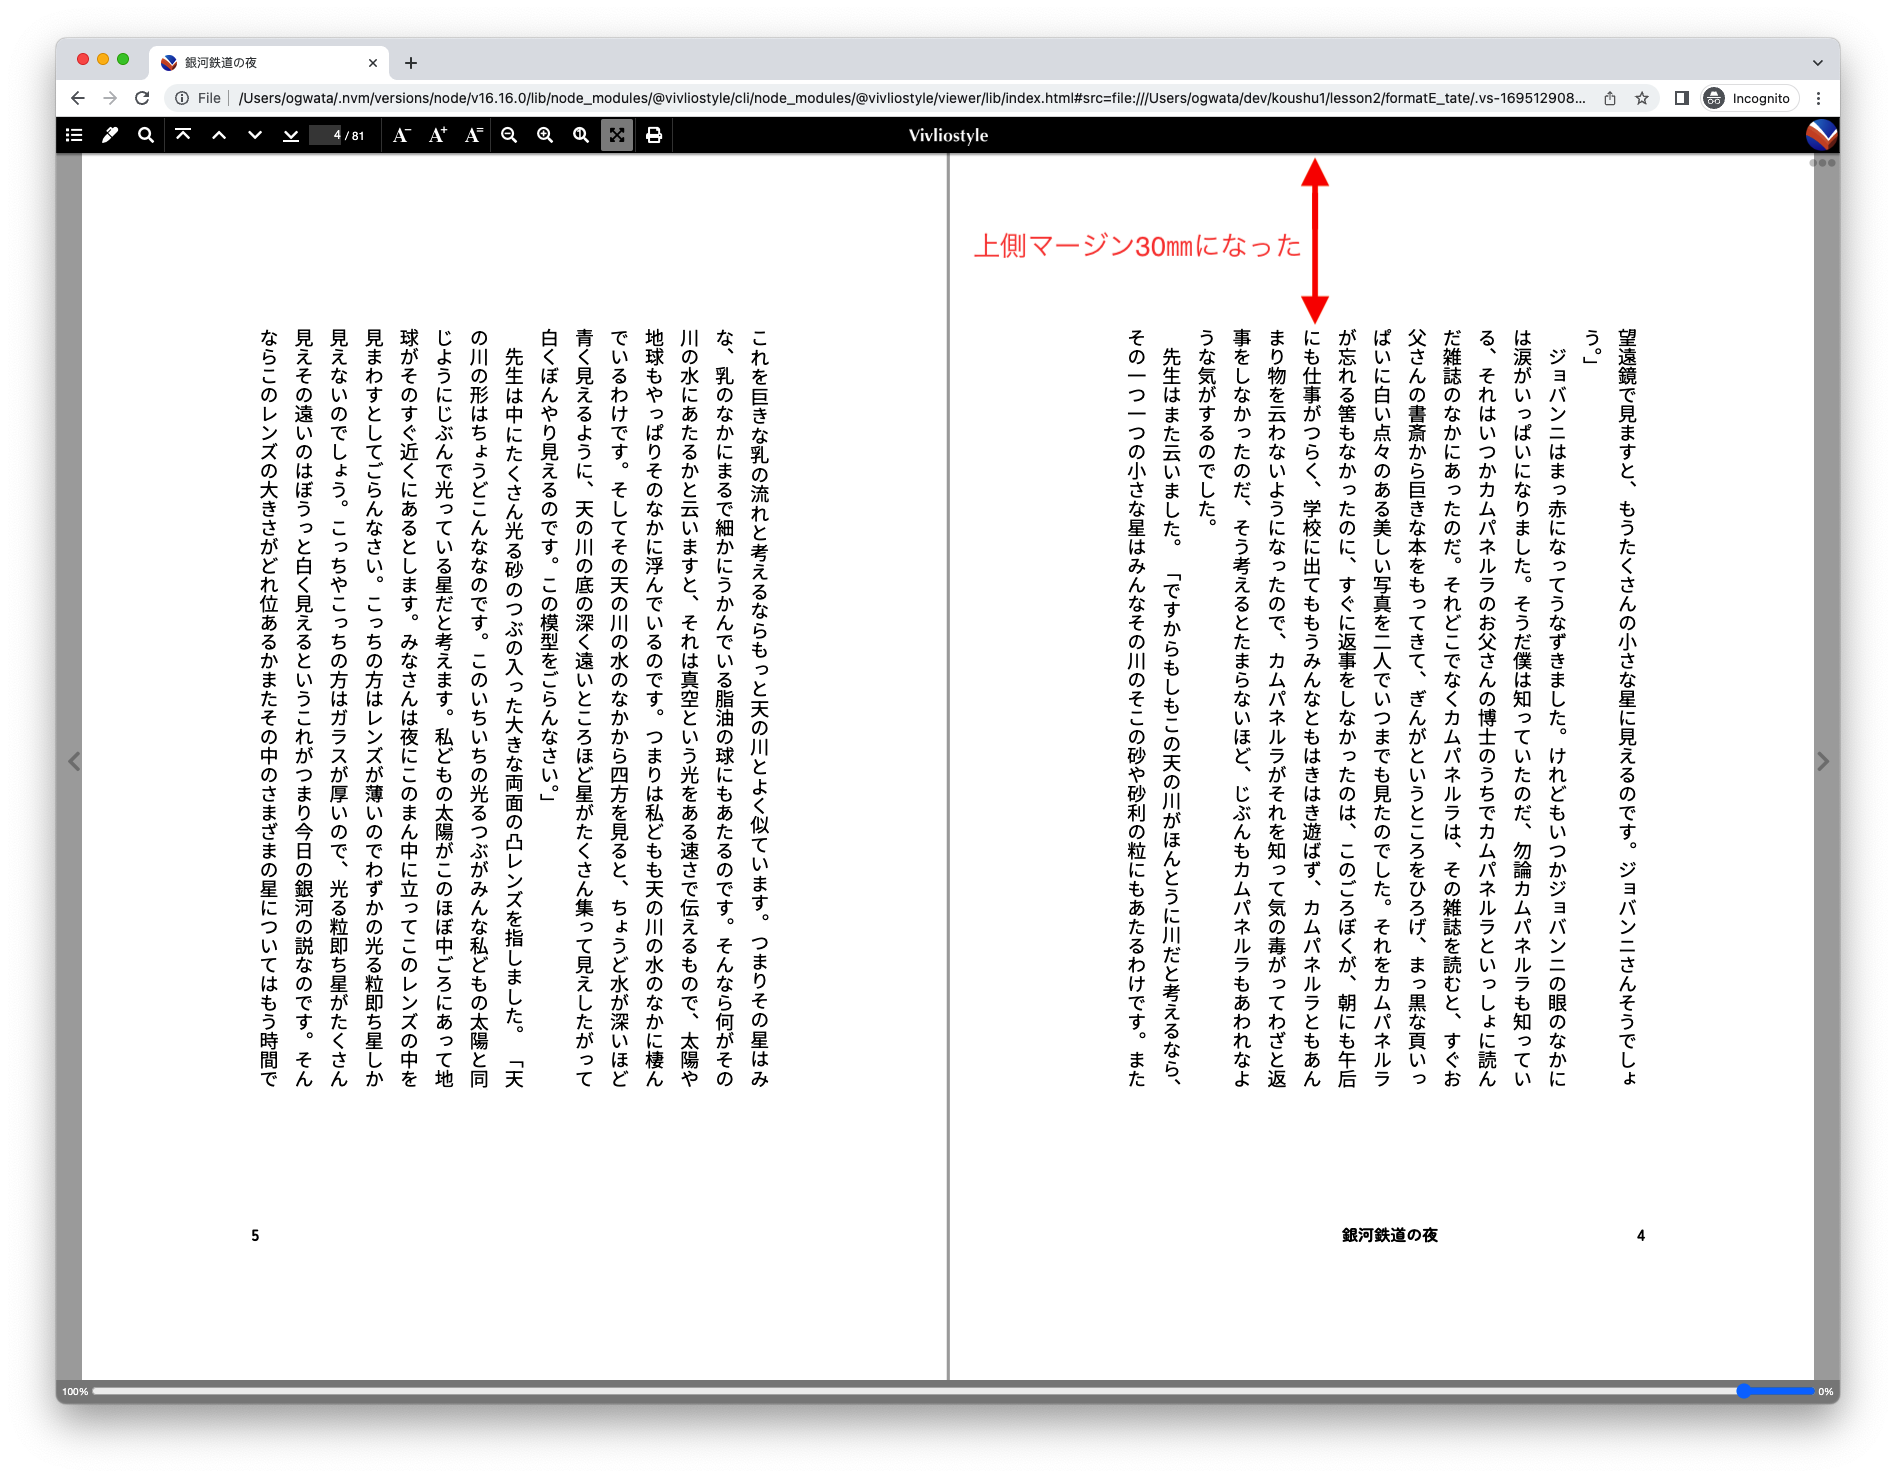 銀河鉄道の夜
File
/Users/ogwata/.nvm/versions/node/v16.16.0/lib/node_modules/@vivliostyle/cli/node_modules/@vivliostyle/viewer/lib/index.html#src=file:///Users/ogwata/dev/koushu1/lesson2/formatE_tate/.vs-169512908...
Incognito
4 / 81
A-
A+
A=
Vivliostyle
上側マージン30㎜になった
望遠鏡で見ますと、もうたくさんの小さな星に見えるのです。ジョバンニさんそうでしょ
う。」
ジョバンニはまっ赤になってうなずきました。けれどもいつかジョバンニの眼のなかに
は涙がいっぱいになりました。そうだ僕は知っていたのだ、勿論カムパネルラも知ってい
る、それはいつかカムパネルラのお父さんの博士のうちでカムパネルラといっしょに読ん
だ雑誌のなかにあったのだ。それどこでなくカムパネルラは、その雑誌を読むと、すぐお
父さんの書斎から巨きな本をもってきて、ぎんがというところをひろげ、まっ黒な頁いっ
ぱいに白い点々のある美しい写真を二人でいつまでも見たのでした。それをカムパネルラ
が忘れる筈もなかったのに、すぐに返事をしなかったのは、このごろぼくが、朝にも午后
にも仕事がつらく、学校に出てももうみんなともはきはき遊ばず、カムパネルラともあん
まり物を云わないようになったので、カムパネルラがそれを知って気の毒がってわざと返
事をしなかったのだ、そう考えるとたまらないほど、じぶんもカムパネルラもあわれなよ
うな気がするのでした。
先生はまた云いました。「ですからもしもこの天の川がほんとうに川だと考えるなら、
その一つ一つの小さな星はみんなその川のそこの砂や砂利の粒にもあたるわけです。また
銀河鉄道の夜
4
これを巨きな乳の流れと考えるならもっと天の川とよく似ています。つまりその星はみ
な、乳のなかにまるで細かにうかんでいる脂油の球にもあたるのです。そんなら何がその
川の水にあたるかと云いますと、それは真空という光をある速さで伝えるもので、太陽や
地球もやっぱりそのなかに浮んでいるのです。つまりは私どもも天の川の水のなかに棲ん
でいるわけです。そしてその天の川の水のなかから四方を見ると、ちょうど水が深いほど
青く見えるように、天の川の底の深く遠いところほど星がたくさん集って見えしたがって
白くぼんやり見えるのです。この模型をごらんなさい。」
先生は中にたくさん光る砂のつぶの入った大きな両面の凸レンズを指しました。「天
の川の形はちょうどこんななのです。このいちいちの光るつぶがみんな私どもの太陽と同
じようにじぶんで光っている星だと考えます。私どもの太陽がこのほぼ中ごろにあって地
球がそのすぐ近くにあるとします。みなさんは夜にこのまん中に立ってこのレンズの中を
見まわすとしてごらんなさい。こっちの方はレンズが薄いのでわずかの光る粒即ち星しか
見えないのでしょう。こっちやこっちの方はガラスが厚いので、光る粒即ち星がたくさん
見えその遠いのはぼうっと白く見えるというこれがつまり今日の銀河の説なのです。そん
ならこのレンズの大きさがどれ位あるかまたその中のさまざまの星についてはもう時間で
5
100%
0%